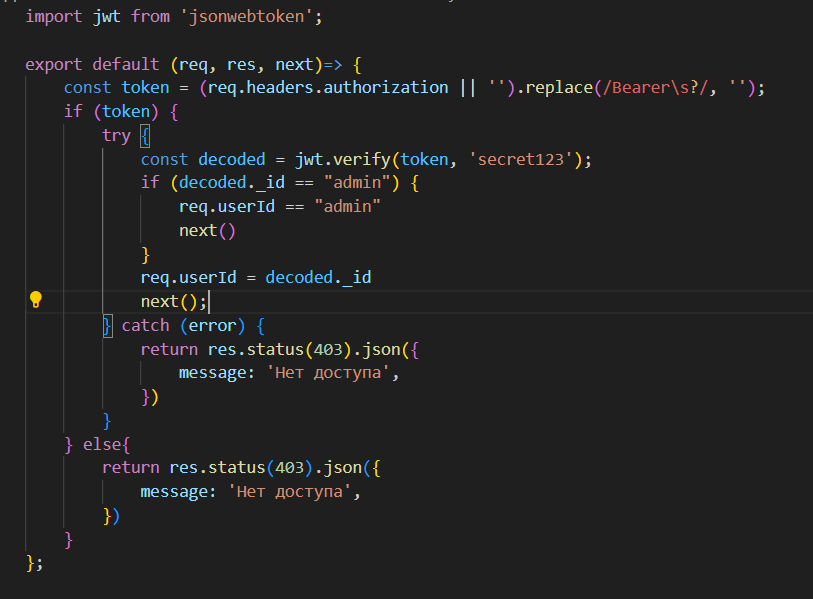 import jwt from 'jsonwebtoken';
export default (req, res, next)=> {
    const token = (req.headers.authorization || '').replace(/Bearer\s?/, '');
    if (token) {
        try {
            const decoded = jwt.verify(token, 'secret123');
            if (decoded._id == "admin") {
                req.userId == "admin"
                next()
            }
            req.userId = decoded._id
            next();
        } catch (error) {
            return res.status(403).json({
                message: 'Нет доступа',
            })
        }
    } else{
        return res.status(403).json({
            message: 'Нет доступа',
        })
    }
};